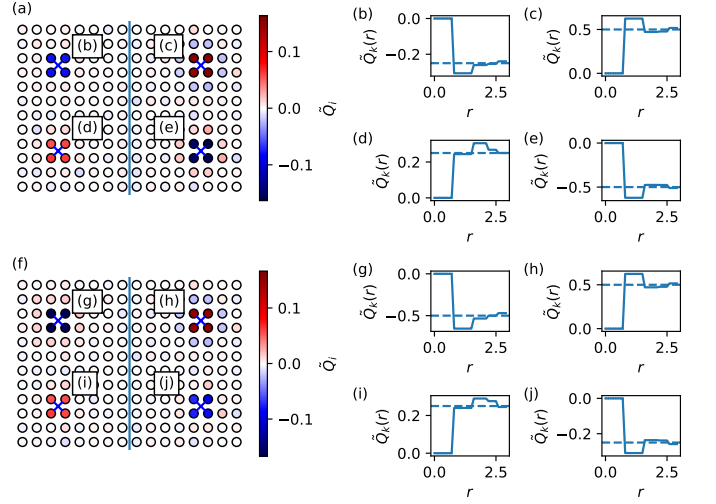 (a)
(b)
(c)
(d)
(e)
0.1
0.0
−0.1
Q̃ᵢ
(b)
0.0
−0.2
Q̃ₖ(r)
0.0
2.5
r
(c)
0.5
0.0
Q̃ₖ(r)
0.0
2.5
r
(d)
0.2
0.0
Q̃ₖ(r)
0.0
2.5
r
(e)
0.0
−0.5
Q̃ₖ(r)
0.0
2.5
r
(f)
(g)
(h)
(i)
(j)
0.1
0.0
−0.1
Q̃ᵢ
(g)
0.0
−0.5
Q̃ₖ(r)
0.0
2.5
r
(h)
0.5
0.0
Q̃ₖ(r)
0.0
2.5
r
(i)
0.2
0.0
Q̃ₖ(r)
0.0
2.5
r
(j)
0.0
−0.2
Q̃ₖ(r)
0.0
2.5
r